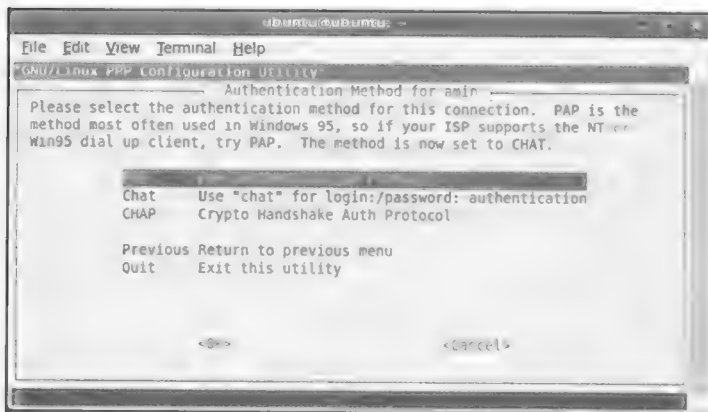 File Edit View Terminal Help
GNU/Linux PPP Configuration Utility
Authentication Method for amin
Please select the authentication method for this connection. PAP is the
method most often used in Windows 95, so if your ISP supports the NT or
Win95 dial up client, try PAP. The method is now set to CHAT.
Chat Use "chat" for login:/password: authentication
CHAP Crypto Handshake Auth Protocol
Previous Return to previous menu
Quit Exit this utility
<Cancel>